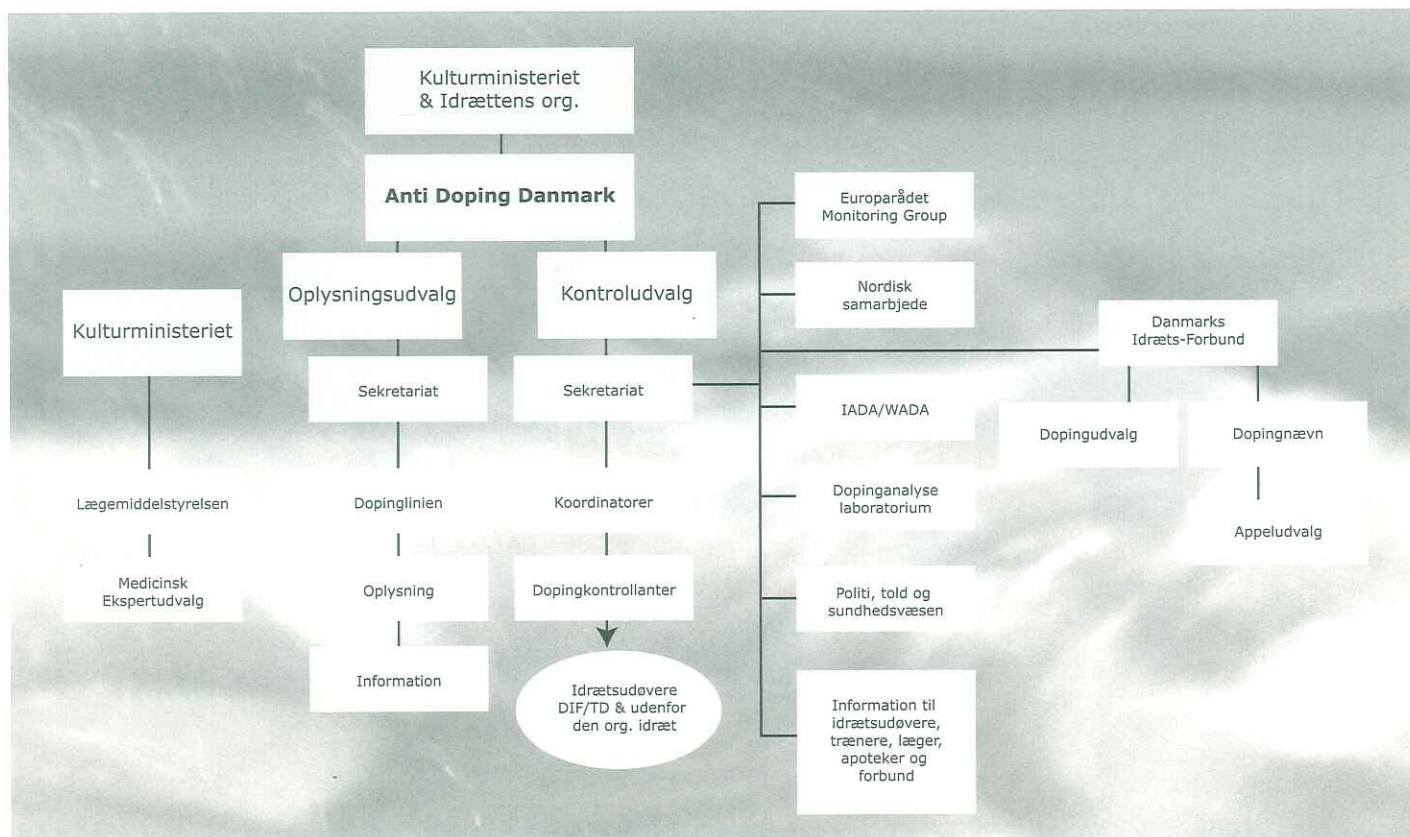 Kulturministeriet
& Idrættens org.
Anti Doping Danmark
Oplysningsudvalg
Kontroludvalg
Kulturministeriet
Sekretariat
Sekretariat
Lægemiddelstyrelsen
Dopinglinien
Koordinatorer
Medicinsk
Ekspertudvalg
Oplysning
Dopingkontrollanter
Information
Idrætsudøvere
DIF/TD & udenfor
den org. idræt
Europarådet
Monitoring Group
Nordisk
samarbjede
IADA/WADA
Dopinganalyse
laboratorium
Politi, told og
sundhedsvæsen
Information til
idrætsudøvere,
trænere, læger,
apoteker og
forbund
Danmarks
Idræts-Forbund
Dopingudvalg
Dopingnævn
Appeludvalg